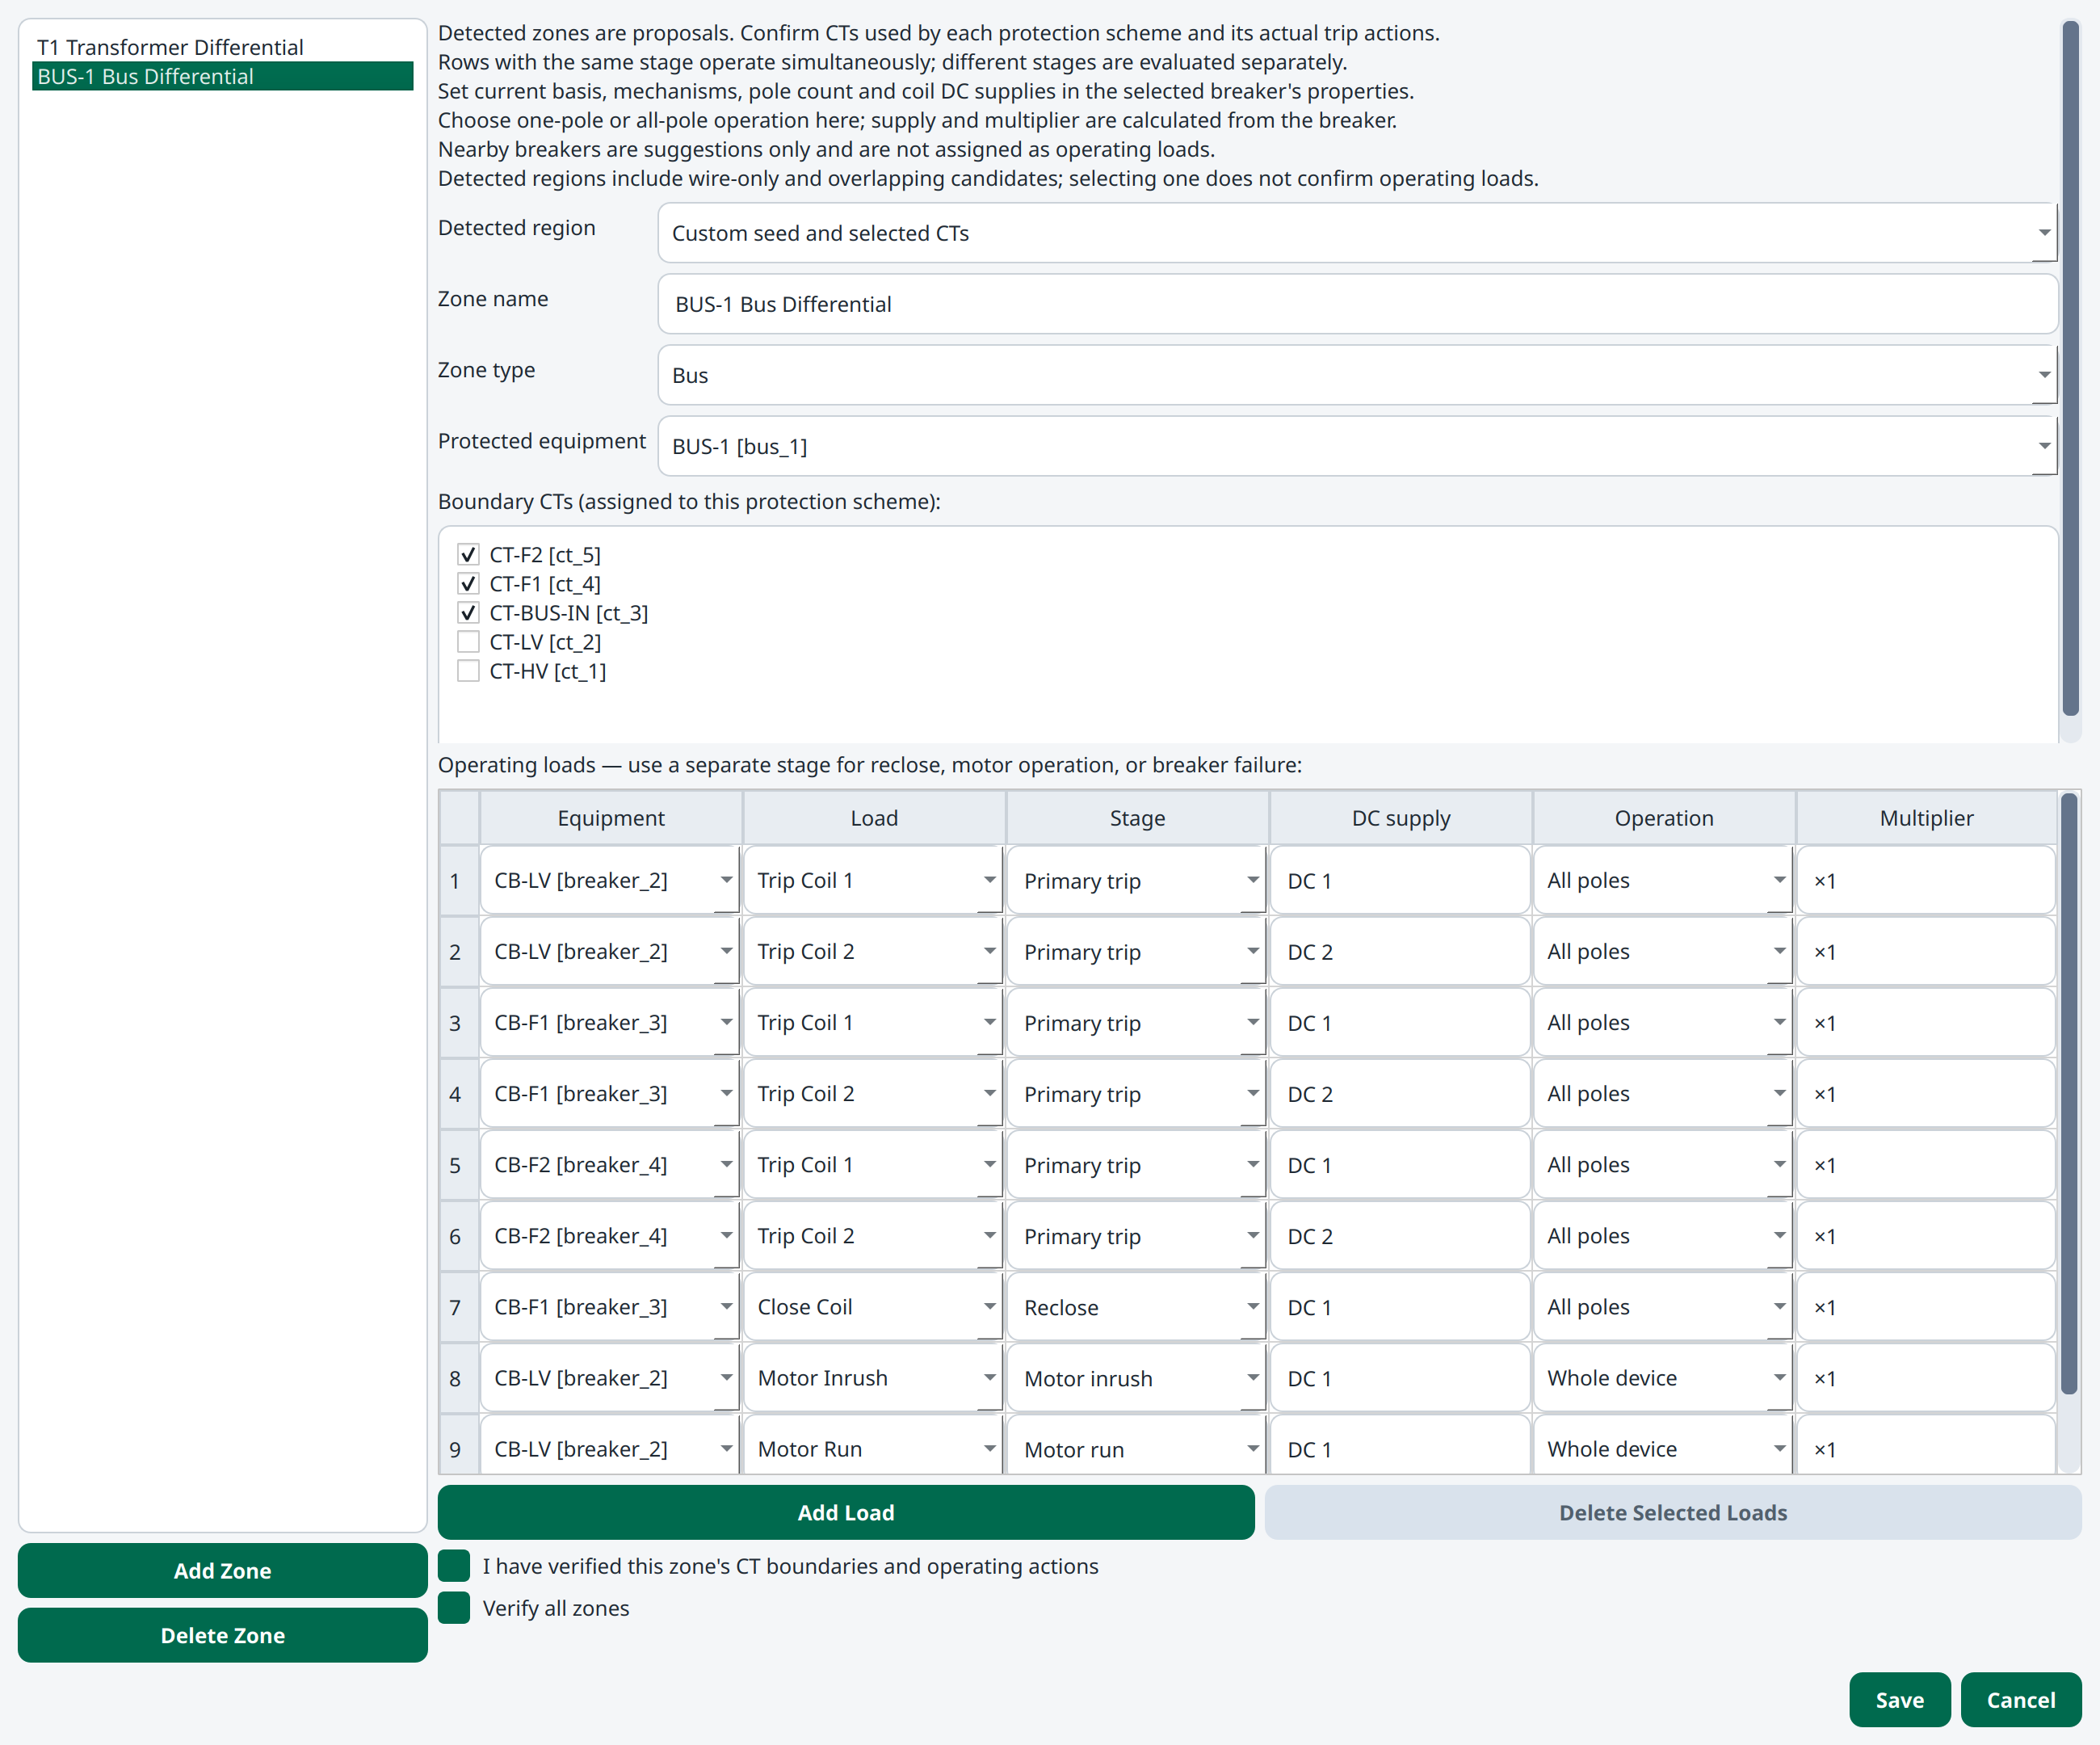 T1 Transformer Differential
BUS-1 Bus Differential
Detected zones are proposals. Confirm CTs used by each protection scheme and its actual trip actions.
Rows with the same stage operate simultaneously; different stages are evaluated separately.
Set current basis, mechanisms, pole count and coil DC supplies in the selected breaker's properties.
Choose one-pole or all-pole operation here; supply and multiplier are calculated from the breaker.
Nearby breakers are suggestions only and are not assigned as operating loads.
Detected regions include wire-only and overlapping candidates; selecting one does not confirm operating loads.
Detected region Custom seed and selected CTs
Zone name BUS-1 Bus Differential
Zone type Bus
Protected equipment BUS-1 [bus_1]
Boundary CTs (assigned to this protection scheme):
CT-F2 [ct_5]
CT-F1 [ct_4]
CT-BUS-IN [ct_3]
CT-LV [ct_2]
CT-HV [ct_1]
Operating loads — use a separate stage for reclose, motor operation, or breaker failure:
Equipment Load Stage DC supply Operation Multiplier
1 CB-LV [breaker_2] Trip Coil 1 Primary trip DC 1 All poles ×1
2 CB-LV [breaker_2] Trip Coil 2 Primary trip DC 2 All poles ×1
3 CB-F1 [breaker_3] Trip Coil 1 Primary trip DC 1 All poles ×1
4 CB-F1 [breaker_3] Trip Coil 2 Primary trip DC 2 All poles ×1
5 CB-F2 [breaker_4] Trip Coil 1 Primary trip DC 1 All poles ×1
6 CB-F2 [breaker_4] Trip Coil 2 Primary trip DC 2 All poles ×1
7 CB-F1 [breaker_3] Close Coil Reclose DC 1 All poles ×1
8 CB-LV [breaker_2] Motor Inrush Motor inrush DC 1 Whole device ×1
9 CB-LV [breaker_2] Motor Run Motor run DC 1 Whole device ×1
Add Load Delete Selected Loads
I have verified this zone's CT boundaries and operating actions
Verify all zones
Add Zone
Delete Zone
Save Cancel